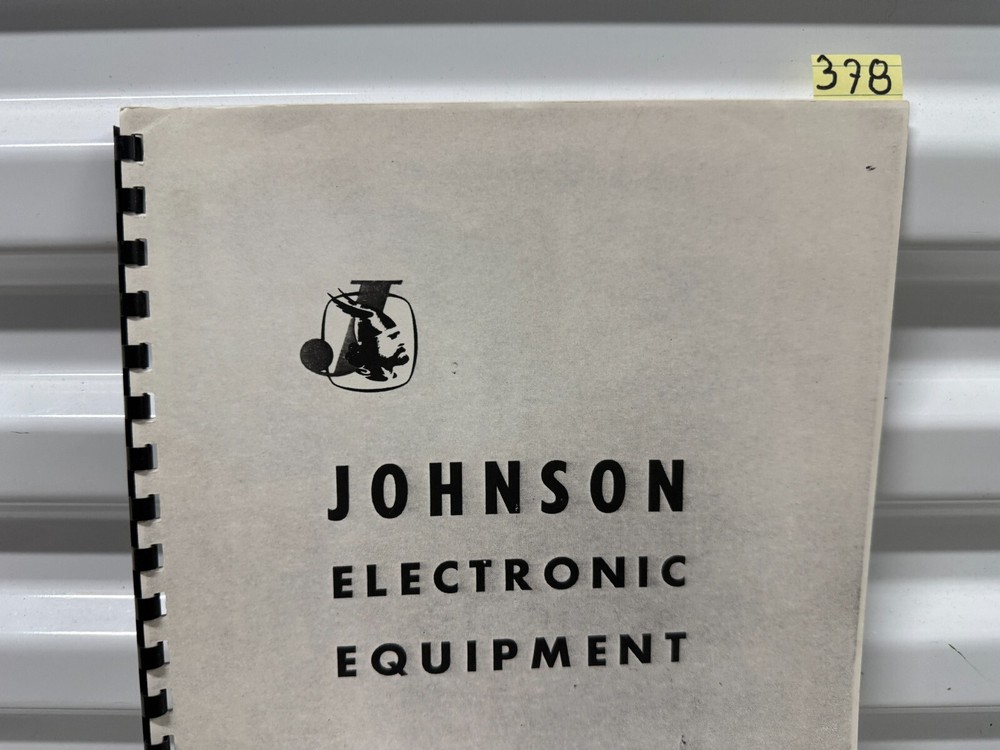 378
JOHNSON
ELECTRONIC
EQUIPMENT